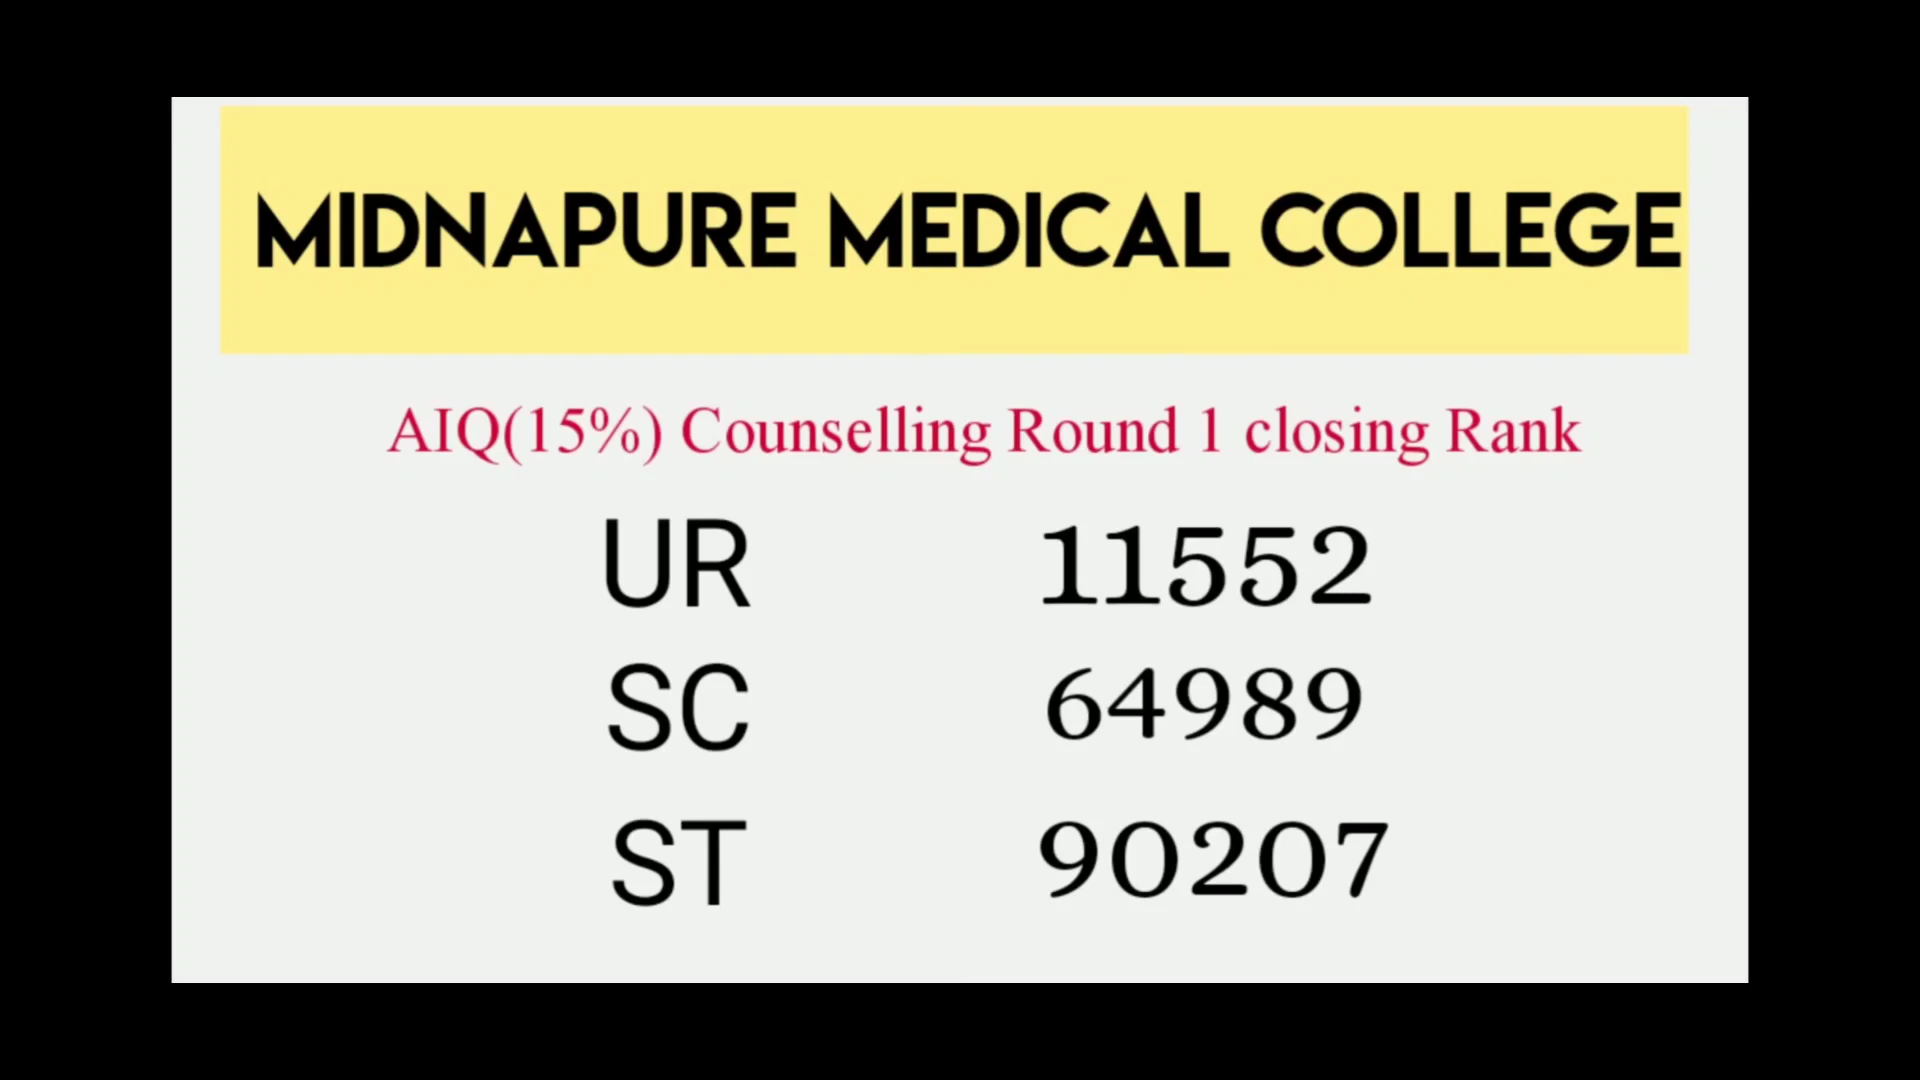 MIDNAPURE MEDICAL COLLEGE
AIQ(15%) Counselling Round 1 closing Rank
UR 11552
SC 64989
ST 90207